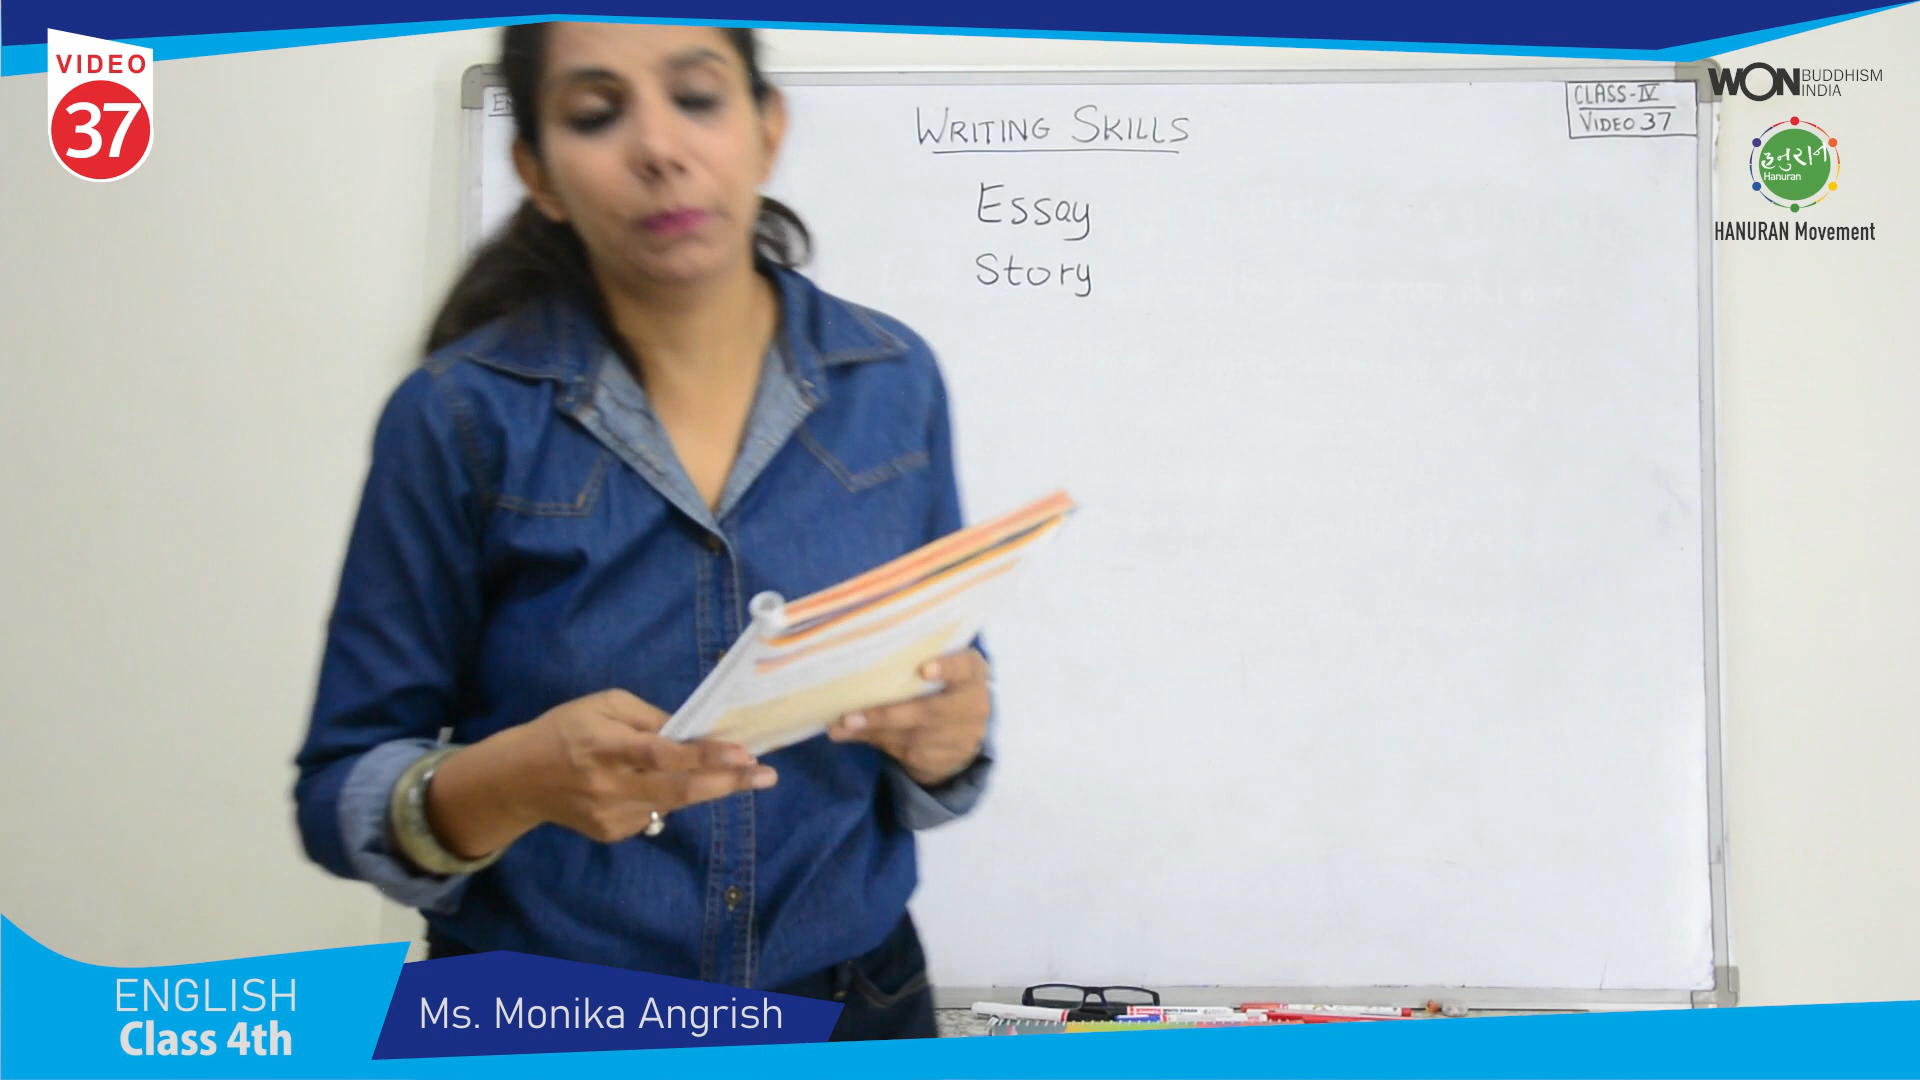 VIDEO
37
WRITING SKILLS
Essay
Story
CLASS-IV
VIDEO 37
WON BUDDHISM
INDIA
हनुरान
Hanuran
HANURAN Movement
ENGLISH
Class 4th
Ms. Monika Angrish